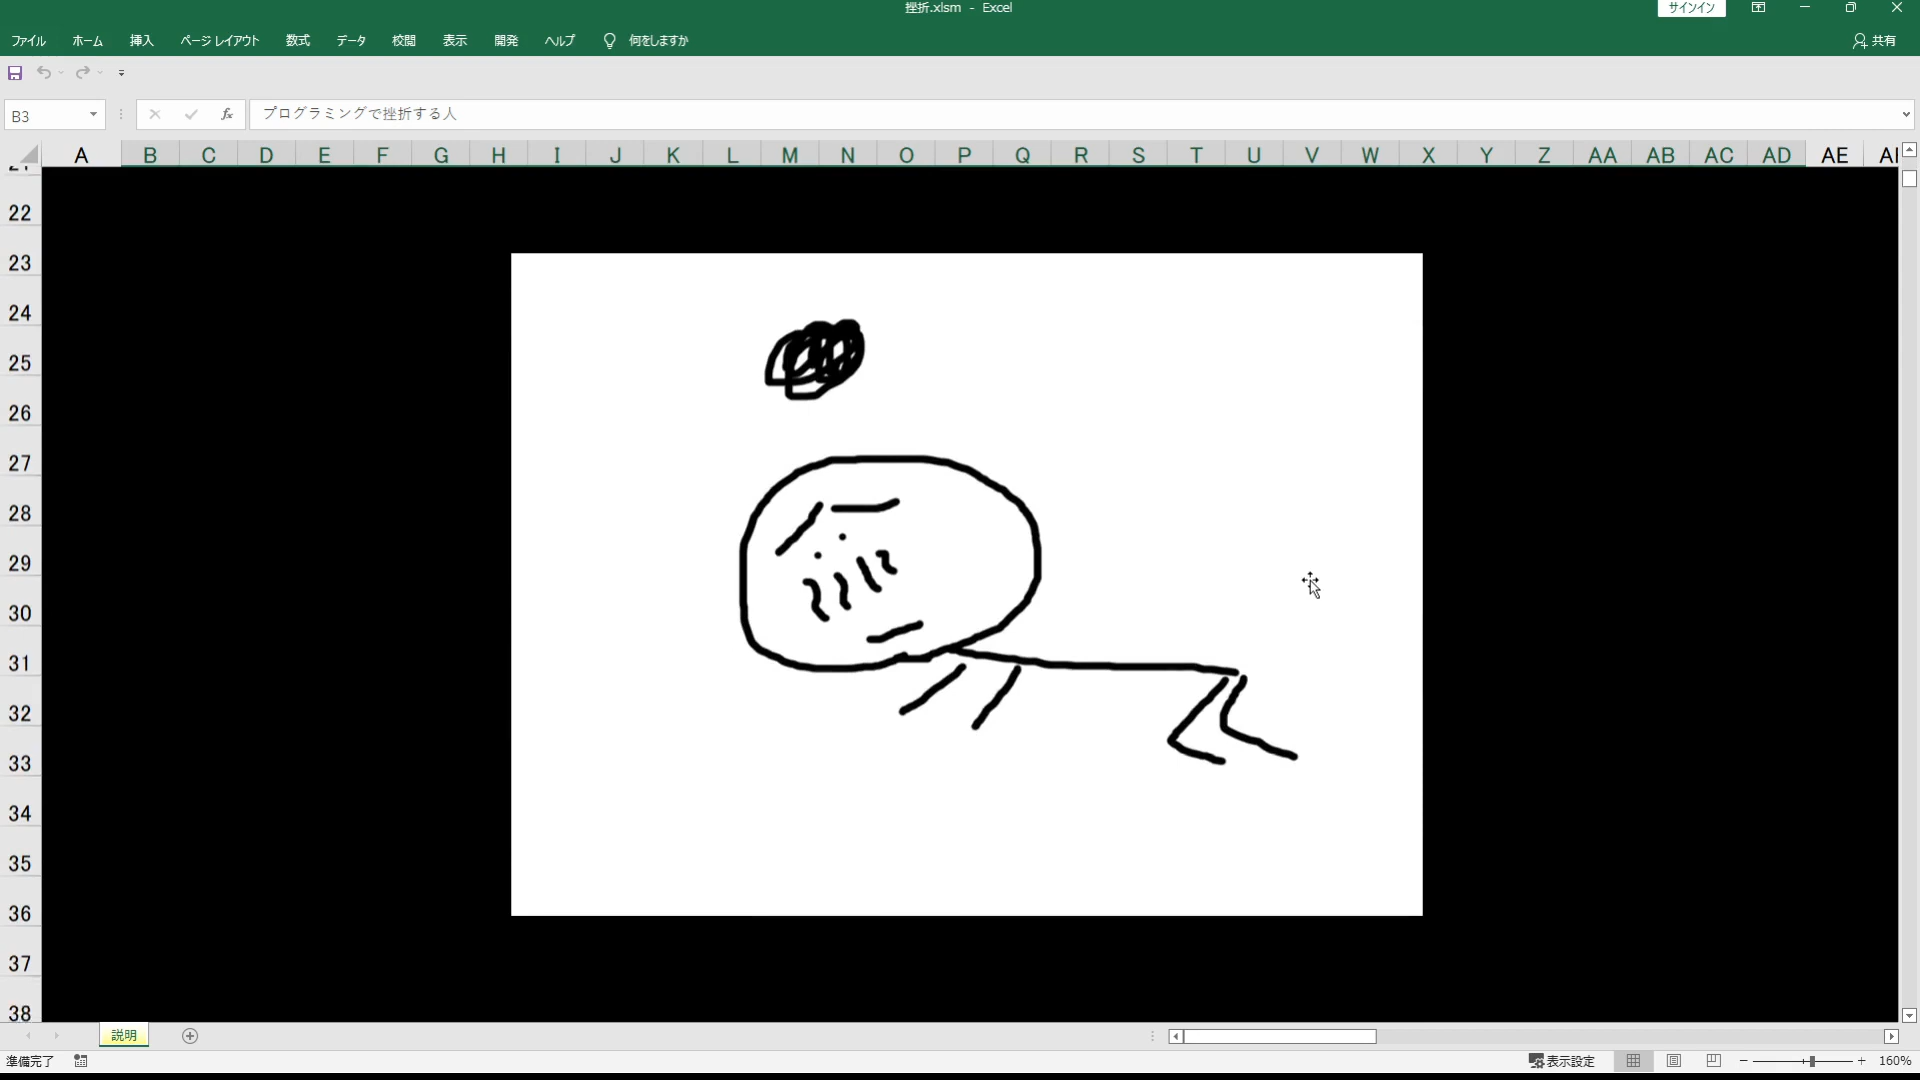 挫折.xlsm - Excel
サインイン
ファイル ホーム 挿入 ページ レイアウト 数式 データ 校閲 表示 開発 ヘルプ 何をしますか 共有
B3 fx プログラミングで挫折する人
A B C D E F G H I J K L M N O P Q R S T U V W X Y Z AA AB AC AD AE
22
23
24
25
26
27
28
29
30
31
32
33
34
35
36
37
38
説明
準備完了 表示設定 160%